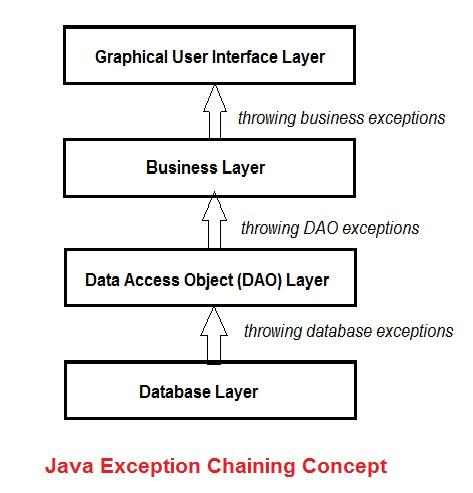 Graphical User Interface Layer
throwing business exceptions
Business Layer
throwing DAO exceptions
Data Access Object (DAO) Layer
throwing database exceptions
Database Layer
Java Exception Chaining Concept